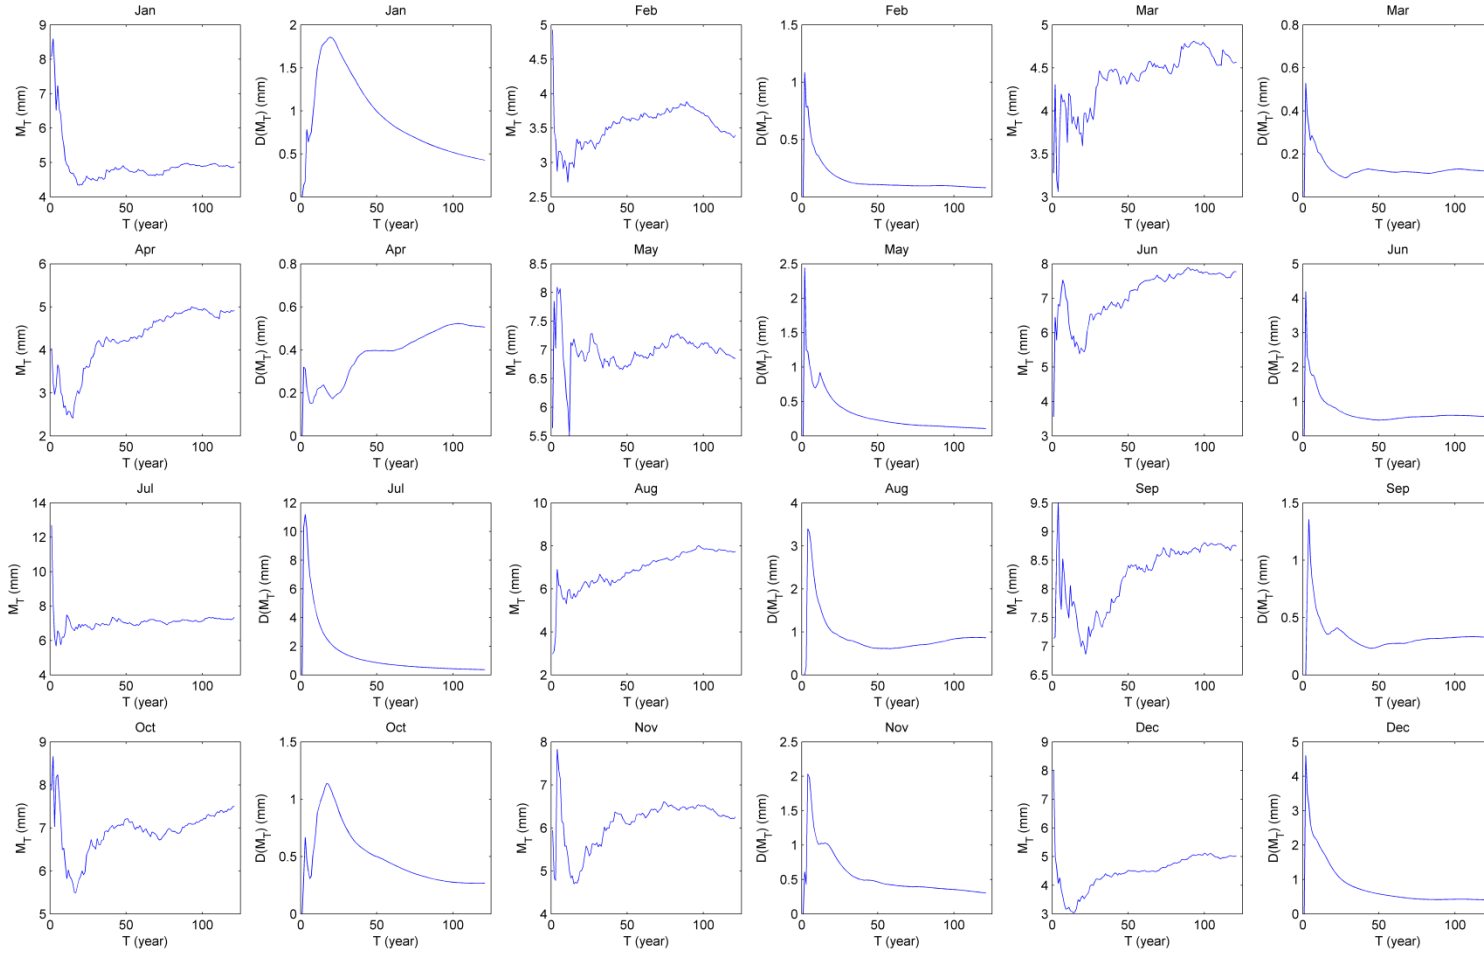 Jan Jan Feb Feb Mar Mar
9 2 5 1.5 5 0.8
8 4.5 4.5 0.6
7 1.5 4 1 4 0.4
6 1 3.5 0.5 3.5 0.2
5 0.5 3
4 0 2.5 0 3 0
M_T (mm) D(M_T) (mm) M_T (mm) D(M_T) (mm) M_T (mm) D(M_T) (mm)
0 50 100 0 50 100 0 50 100 0 50 100 0 50 100 0 50 100
T (year) T (year) T (year) T (year) T (year) T (year)
Apr Apr May May Jun Jun
6 0.8 8.5 2.5 8 5
5 0.6 8 2 7 4
4 0.4 7.5 1.5 6 3
3 0.2 7 1 5 2
6.5 0.5 4 1
6
2 0 5.5 0 3 0
M_T (mm) D(M_T) (mm) M_T (mm) D(M_T) (mm) M_T (mm) D(M_T) (mm)
0 50 100 0 50 100 0 50 100 0 50 100 0 50 100 0 50 100
T (year) T (year) T (year) T (year) T (year) T (year)
Jul Jul Aug Aug Sep Sep
14 12 10 4 9.5 1.5
12 10 8 3 9 1
10 8 6 2 8.5 0.5
8 6 4 1 8
6 4 7.5
2 7
4 0 2 0 6.5 0
M_T (mm) D(M_T) (mm) M_T (mm) D(M_T) (mm) M_T (mm) D(M_T) (mm)
0 50 100 0 50 100 0 50 100 0 50 100 0 50 100 0 50 100
T (year) T (year) T (year) T (year) T (year) T (year)
Oct Oct Nov Nov Dec Dec
9 1.5 8 2.5 9 5
8 1 7 2 8 4
7 0.5 6 1.5 7 3
6 5 1 6 2
0.5 5 1
4
5 0 4 0 3 0
M_T (mm) D(M_T) (mm) M_T (mm) D(M_T) (mm) M_T (mm) D(M_T) (mm)
0 50 100 0 50 100 0 50 100 0 50 100 0 50 100 0 50 100
T (year) T (year) T (year) T (year) T (year) T (year)